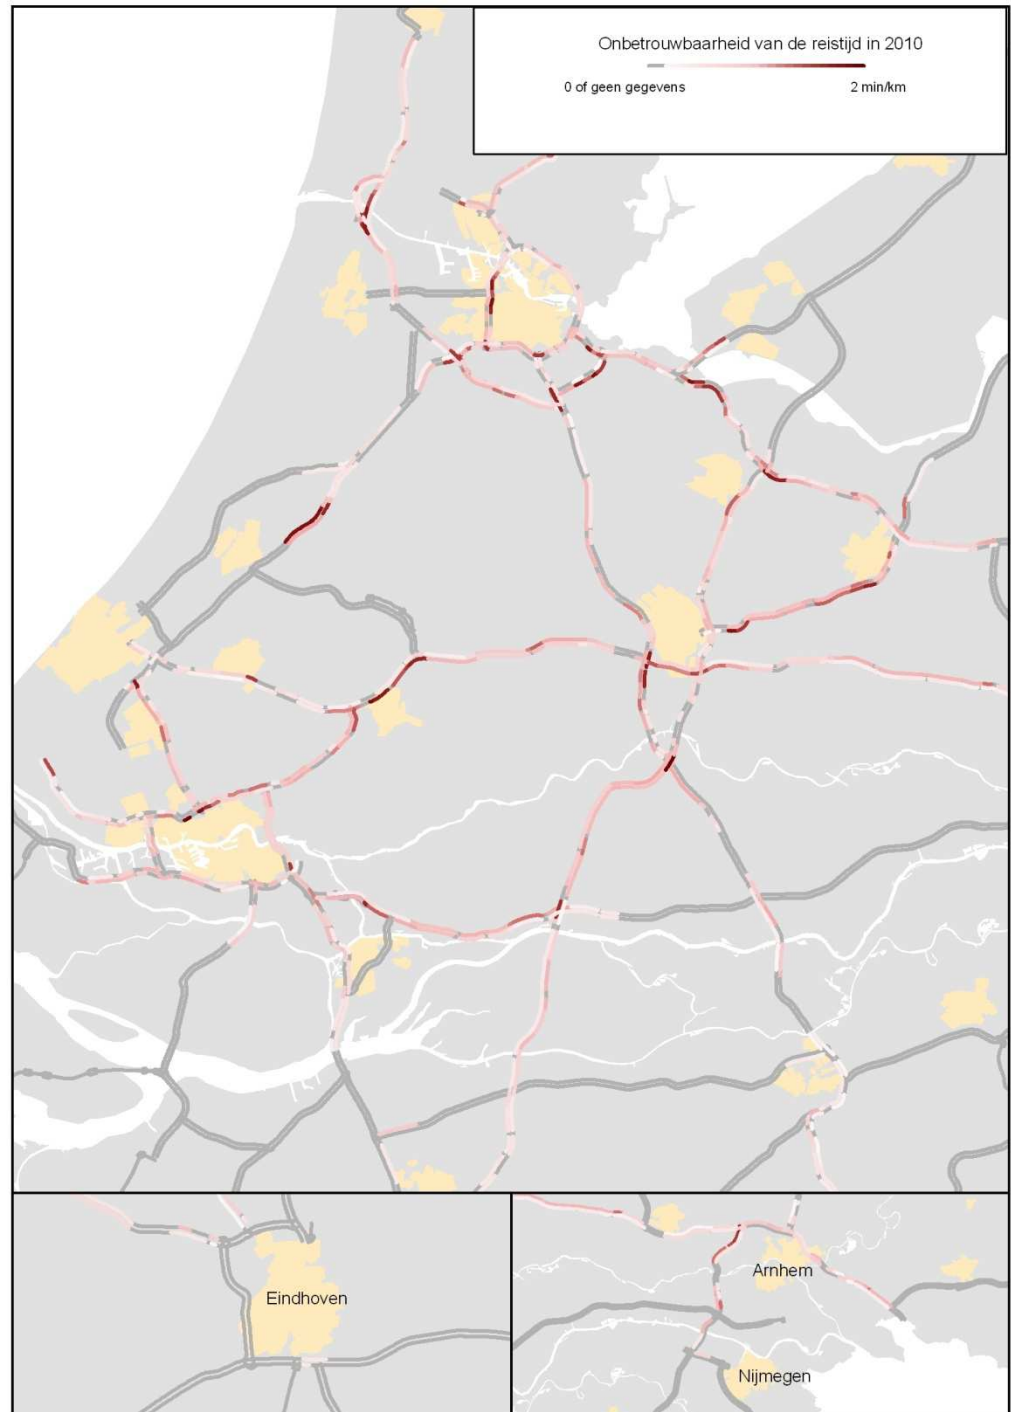 Onbetrouwbaarheid van de reistijd in 2010
0 of geen gegevens 2 min/km
Eindhoven
Arnhem
Nijmegen